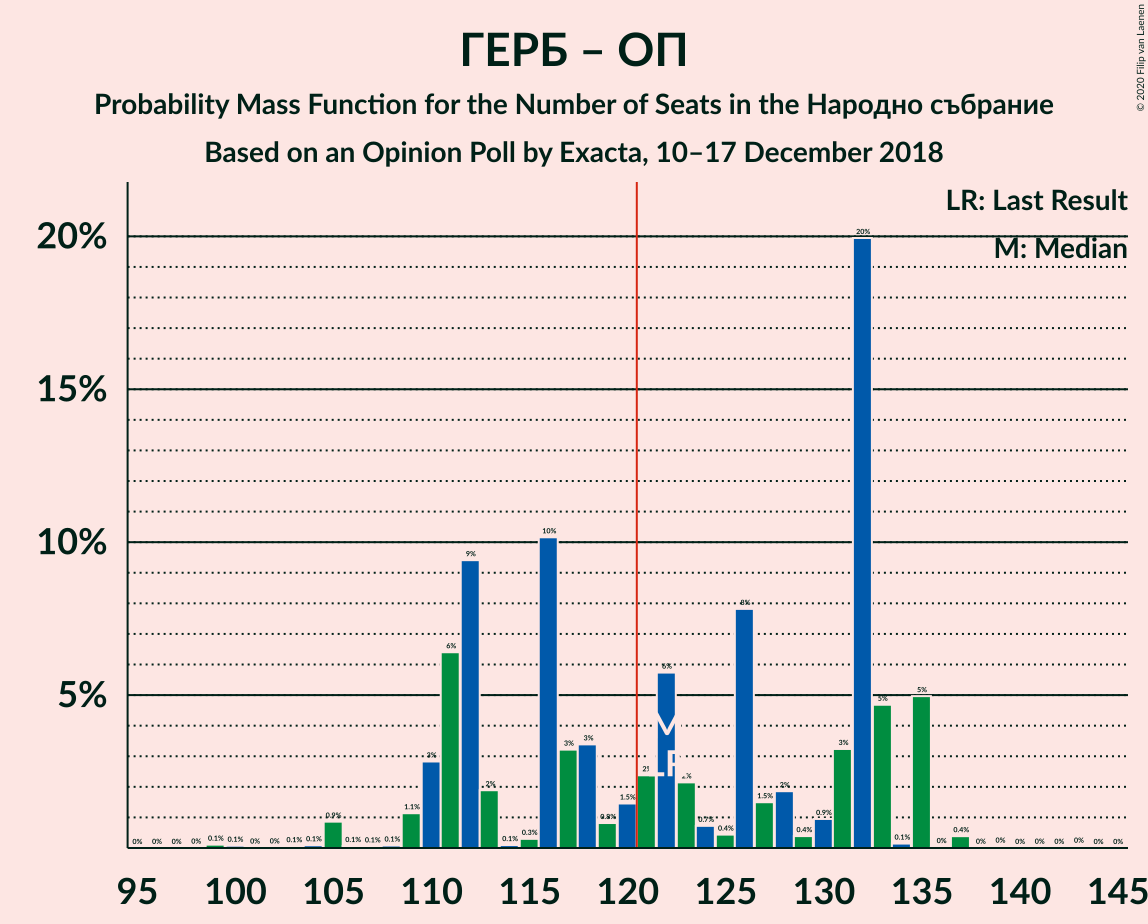 ГЕРБ – ОП
Probability Mass Function for the Number of Seats in the Народно събрание
Based on an Opinion Poll by Exacta, 10–17 December 2018
© 2020 Filip van Laenen
LR: Last Result
M: Median
20%
15%
10%
5%
0% 0% 0% 0% 0.1% 0.1% 0% 0% 0.1% 0.1% 0.9% 0.1% 0.1% 0.1% 1.1% 3% 6% 9% 2% 0.1% 0.3% 10% 3% 3% 0.8% 1.5% 6% 0.7% 0.4% 8% 1.5% 2% 0.4% 0.9% 3% 20% 5% 0.1% 5% 0% 0.4% 0% 0% 0% 0% 0% 0% 0% 0%
95 100 105 110 115 120 125 130 135 140 145